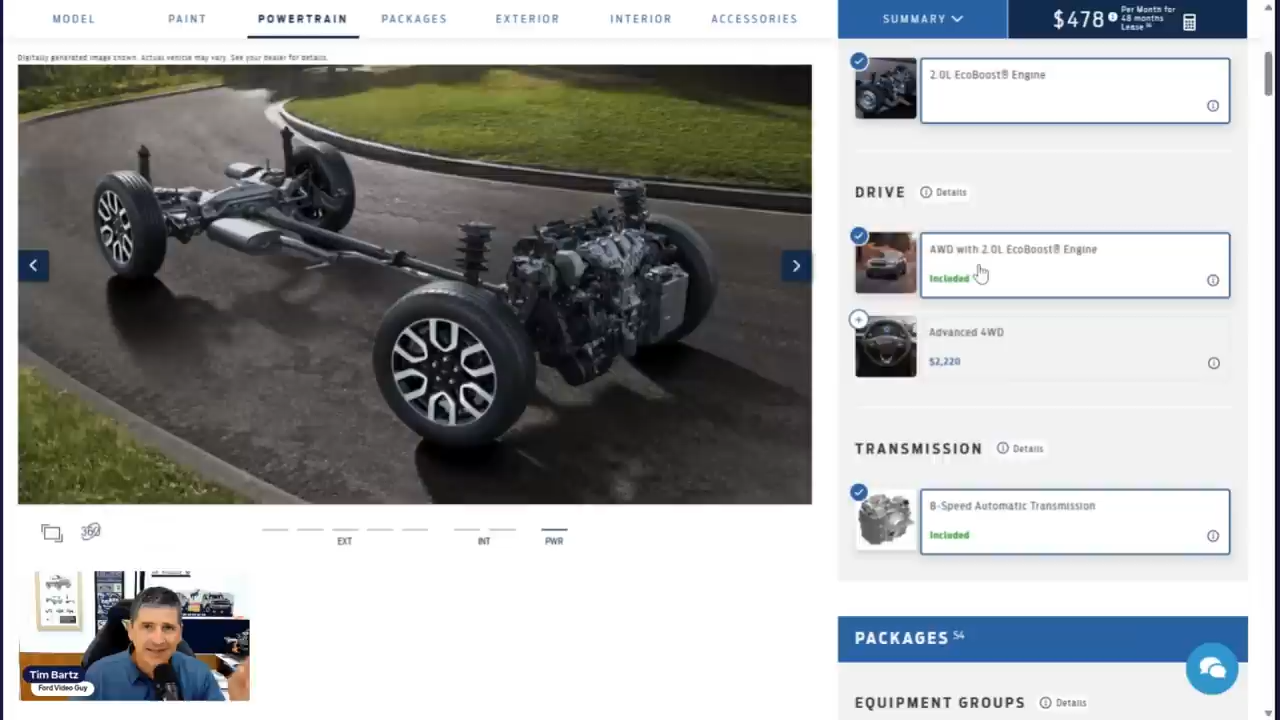 MODEL
PAINT
POWERTRAIN
PACKAGES
EXTERIOR
INTERIOR
ACCESSORIES
SUMMARY
$478
Per Month for
48 months
Lease
Digitally generated image shown. Actual vehicle may vary. See your dealer for details.
2.0L EcoBoost® Engine
DRIVE
Details
AWD with 2.0L EcoBoost® Engine
Included
Advanced 4WD
$2,220
TRANSMISSION
Details
8-Speed Automatic Transmission
Included
360
EXT
INT
PWR
PACKAGES 54
EQUIPMENT GROUPS
Details
Tim Bartz
Ford Video Guy